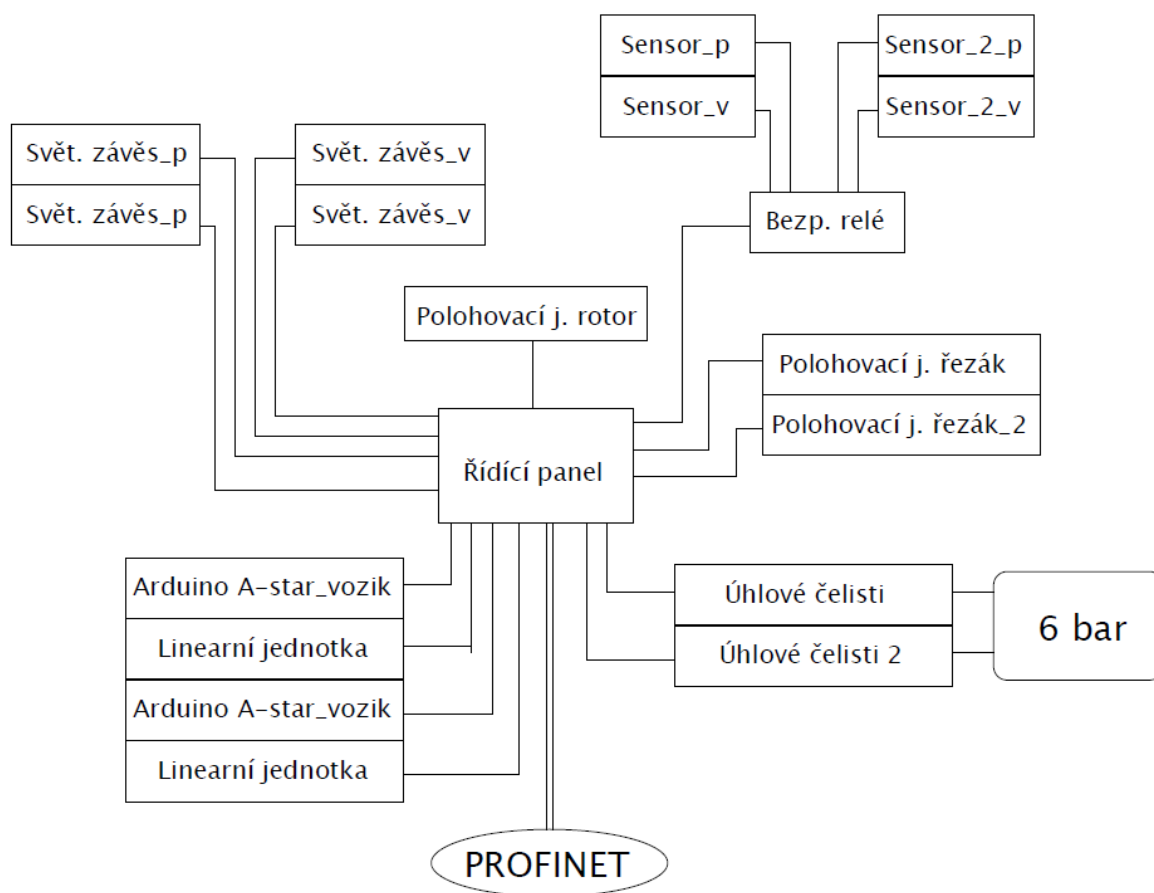 Sensor_p
Sensor_2_p
Sensor_v
Sensor_2_v
Svět. závěs_p
Svět. závěs_v
Svět. závěs_p
Svět. závěs_v
Bezp. relé
Polohovací j. rotor
Polohovací j. řezák
Polohovací j. řezák_2
Řídící panel
Arduino A-star_vozik
Linearní jednotka
Arduino A-star_vozik
Linearní jednotka
Úhlové čelisti
Úhlové čelisti 2
6 bar
PROFINET